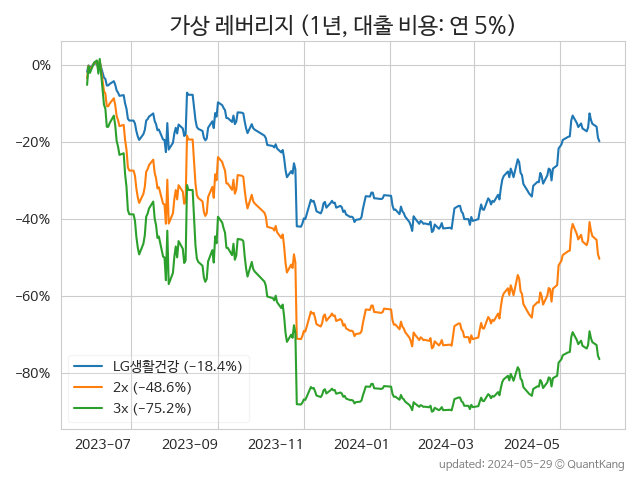 가상 레버리지 (1년, 대출 비용: 연 5%)
0%
−20%
−40%
−60%
−80%
LG생활건강 (−18.4%)
2x (−48.6%)
3x (−75.2%)
2023-07 2023-09 2023-11 2024-01 2024-03 2024-05
updated: 2024-05-29 © QuantKang